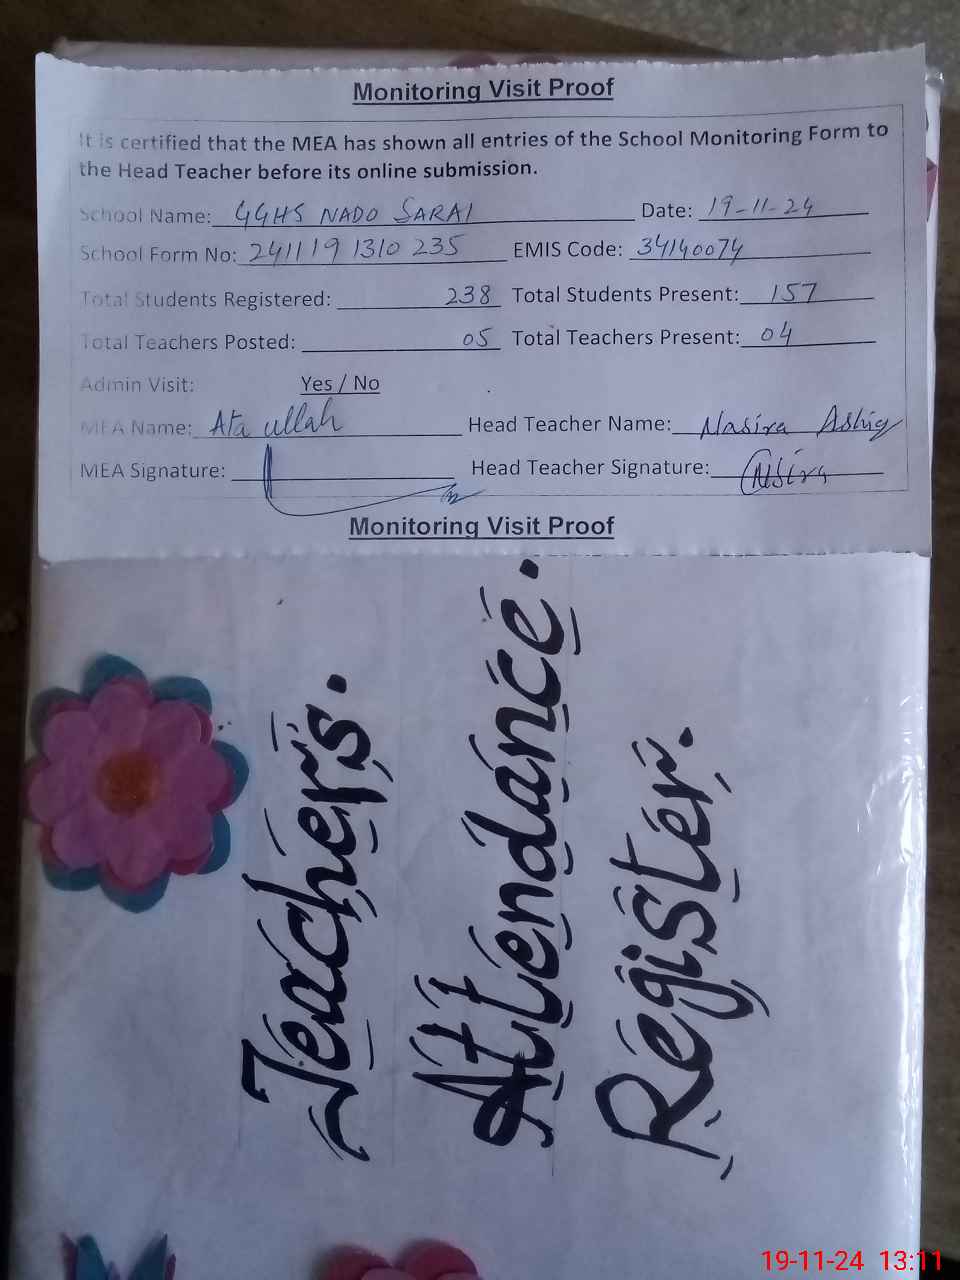 Monitoring Visit Proof
It is certified that the MEA has shown all entries of the School Monitoring Form to
the Head Teacher before its online submission.
School Name: GGHS NADO SARAI Date: 19-11-24
School Form No: 241119 1310 235 EMIS Code: 34140074
Total Students Registered: 238 Total Students Present: 157
Total Teachers Posted: 05 Total Teachers Present: 04
Admin Visit: Yes / No
MEA Name: Ata ullah Head Teacher Name: Nasira Ashiq
MEA Signature: Head Teacher Signature: Nsira
Monitoring Visit Proof
Teachers.
Attendance.
Register.
19-11-24 13:11